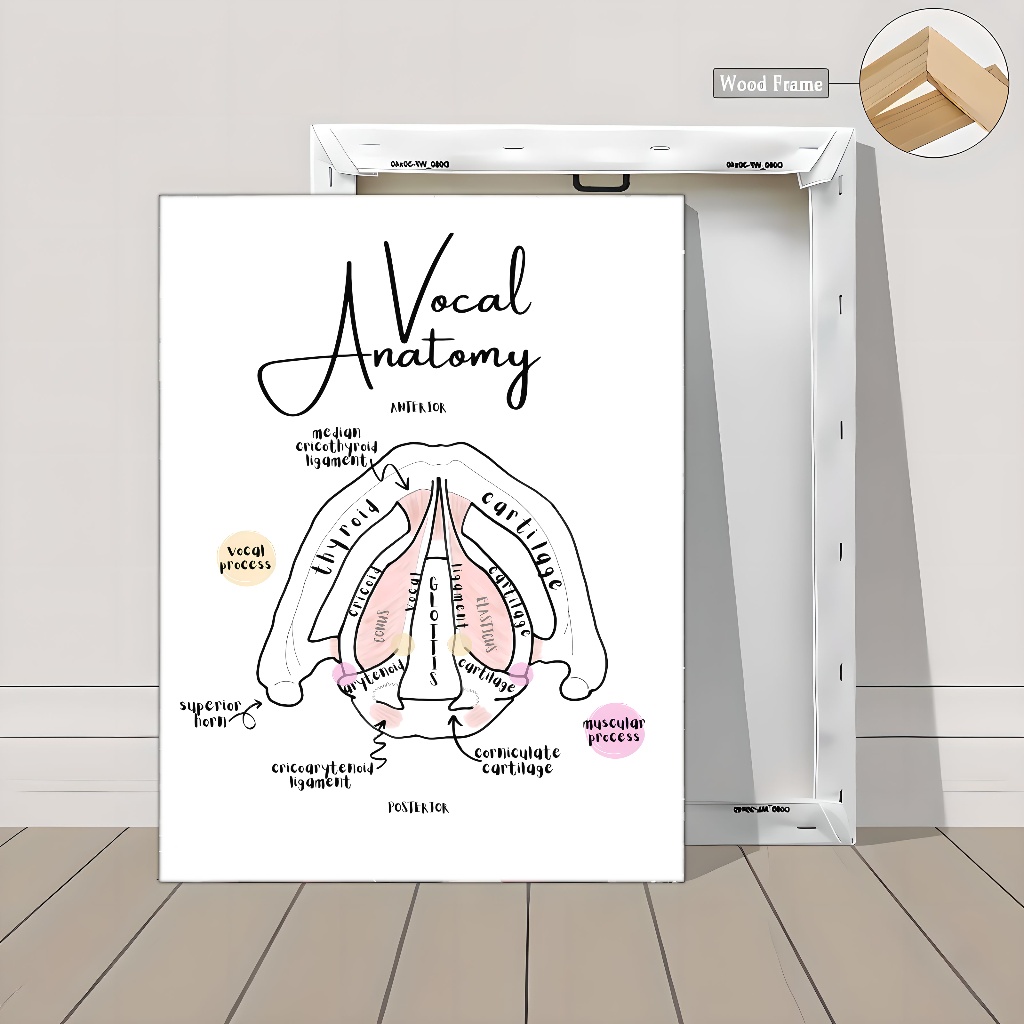 Wood Frame
Vocal
Anatomy
ANTERIOR
median
cricothyroid
ligament
thyroid
cartilage
vocal
process
cricoid
vocal
GLOTTIS
ligament
cartilage
CONUS
ELASTICUS
arytenoid
cartilage
superior
horn
muscular
process
cricoarytenoid
ligament
corniculate
cartilage
POSTERIOR